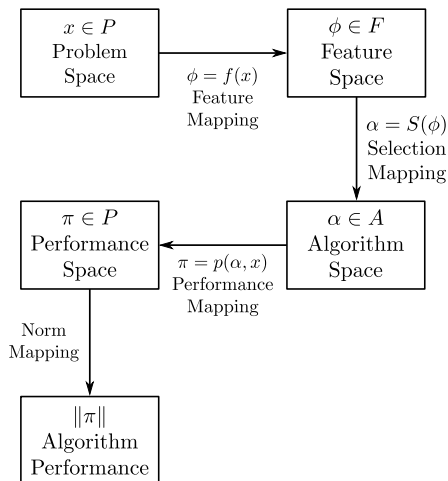 x ∈ P
Problem
Space
ϕ = f(x)
Feature
Mapping
ϕ ∈ F
Feature
Space
α = S(ϕ)
Selection
Mapping
α ∈ A
Algorithm
Space
π = p(α, x)
Performance
Mapping
π ∈ P
Performance
Space
Norm
Mapping
‖π‖
Algorithm
Performance